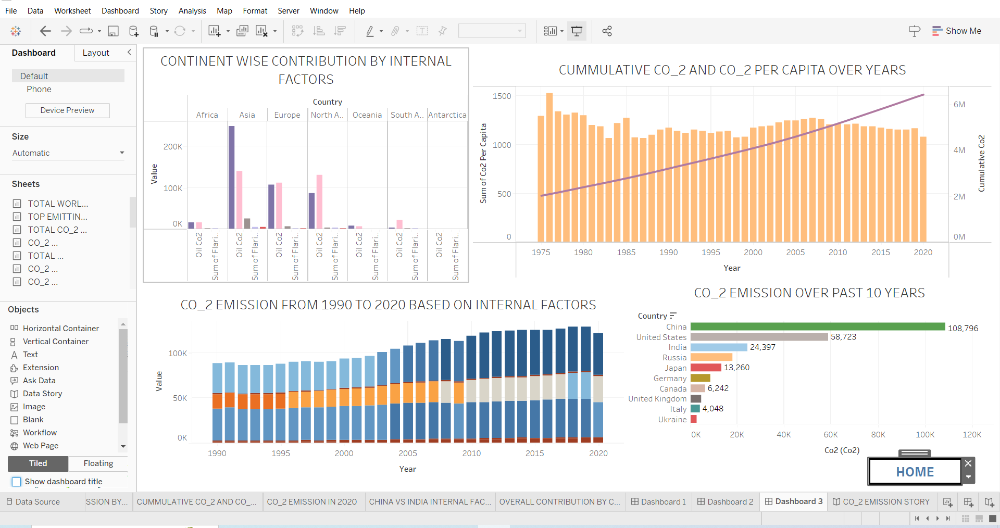 File Data Worksheet Dashboard Story Analysis Map Format Server Window Help
Show Me
Dashboard Layout
Default
Phone
Device Preview
Size
Automatic
Sheets
TOTAL WORL...
TOP EMITTIN...
TOTAL CO_2 ...
CO_2 ...
TOTAL ...
CO_2 ...
CO_2 ...
Objects
Horizontal Container
Vertical Container
Text
Extension
Ask Data
Data Story
Image
Blank
Workflow
Web Page
Tiled Floating
Show dashboard title
CONTINENT WISE CONTRIBUTION BY INTERNAL
FACTORS
Country
Africa Asia Europe North A.. Oceania South A.. Antarctica
Value
200K
100K
0K
Oil Co2
Sum of Flari..
Oil Co2
Sum of Flari..
Oil Co2
Sum of Flari..
Oil Co2
Sum of Flari..
Oil Co2
Sum of Flari..
Oil Co2
Sum of Flari..
Oil Co2
Sum of Flari..
CUMMULATIVE CO_2 AND CO_2 PER CAPITA OVER YEARS
Sum of Co2 Per Capita
1500
1000
500
0
6M
4M
2M
0M
Cumulative Co2
1975 1980 1985 1990 1995 2000 2005 2010 2015 2020
Year
CO_2 EMISSION FROM 1990 TO 2020 BASED ON INTERNAL FACTORS
Value
100K
50K
0K
1990 1995 2000 2005 2010 2015 2020
Year
CO_2 EMISSION OVER PAST 10 YEARS
Country
China 108,796
United States 58,723
India 24,397
Russia
Japan 13,260
Germany
Canada 6,242
United Kingdom
Italy 4,048
Ukraine
0K 20K 40K 60K 80K 100K 120K
Co2 (Co2)
HOME
Data Source SSION BY... CUMMULATIVE CO_2 AND CO_... CO_2 EMISSION IN 2020 CHINA VS INDIA INTERNAL FAC... OVERALL CONTRIBUTION BY C... Dashboard 1 Dashboard 2 Dashboard 3 CO_2 EMISSION STORY